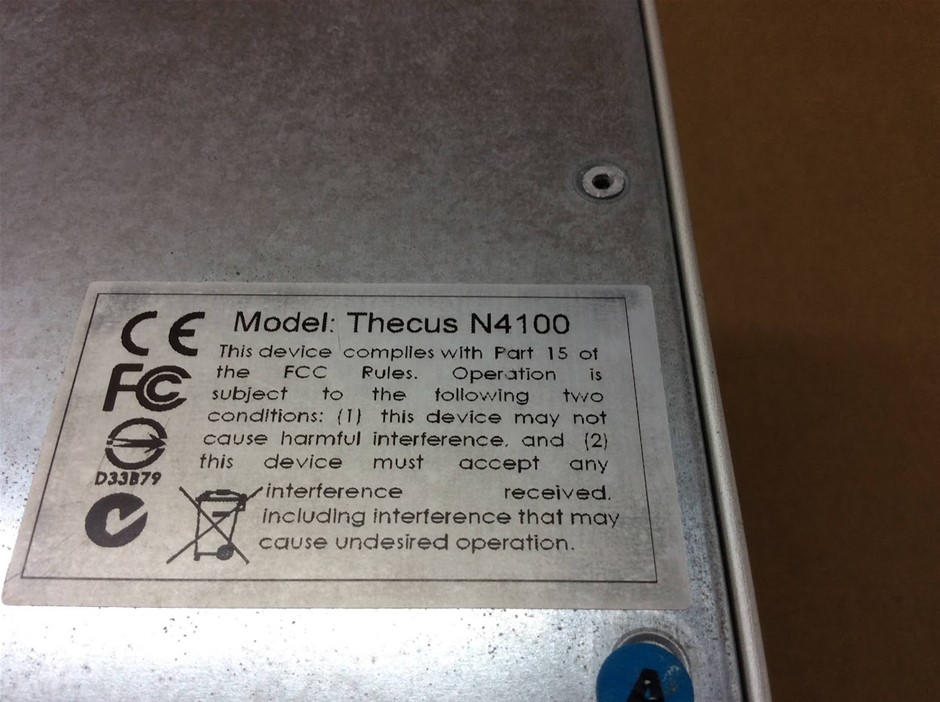 CE Model: Thecus N4100
This device complies with Part 15 of
FC the FCC Rules. Operation is
subject to the following two
conditions: (1) this device may not
cause harmful interference, and (2)
this device must accept any
D33B79
interference received,
including interference that may
cause undesired operation.
A